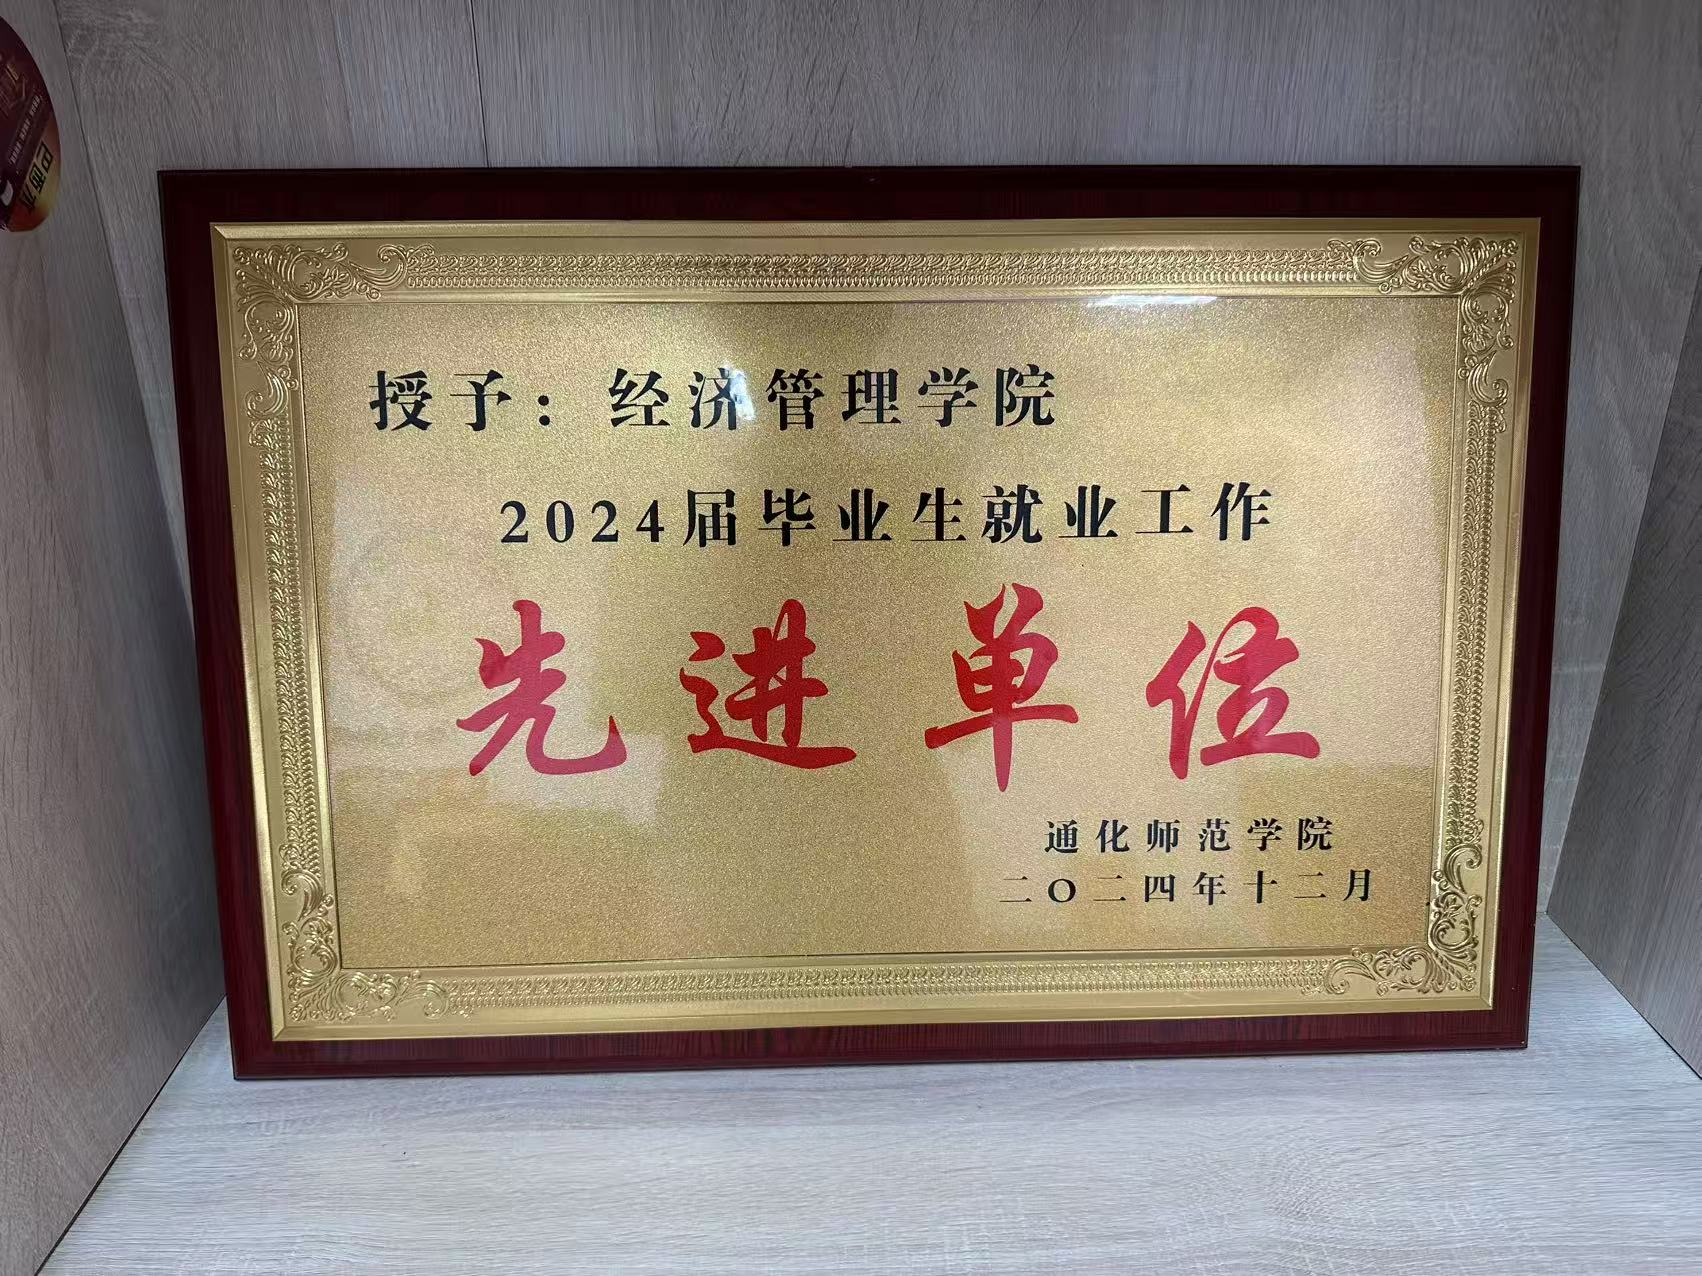 授予：经济管理学院
2024届毕业生就业工作
先进单位
通化师范学院
二〇二四年十二月